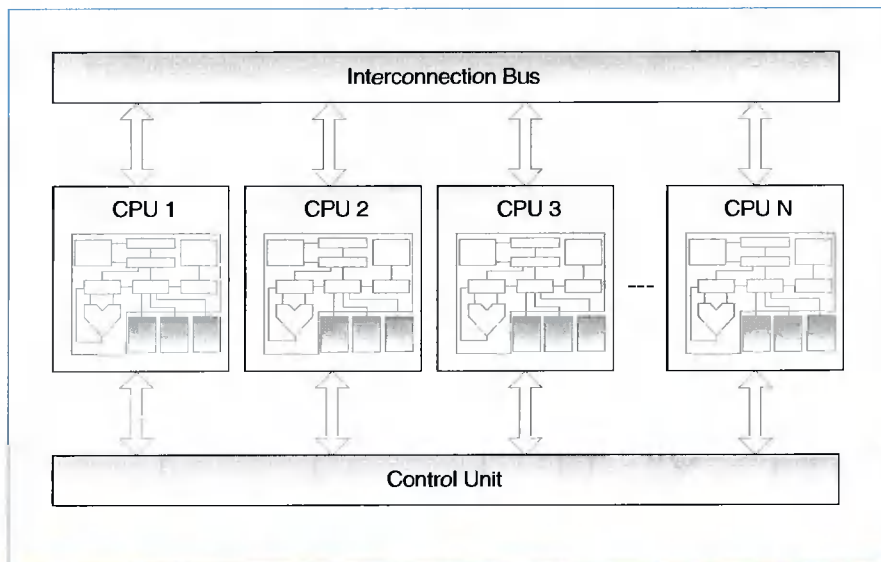 Interconnection Bus
CPU 1
CPU 2
CPU 3
CPU N
---
Control Unit